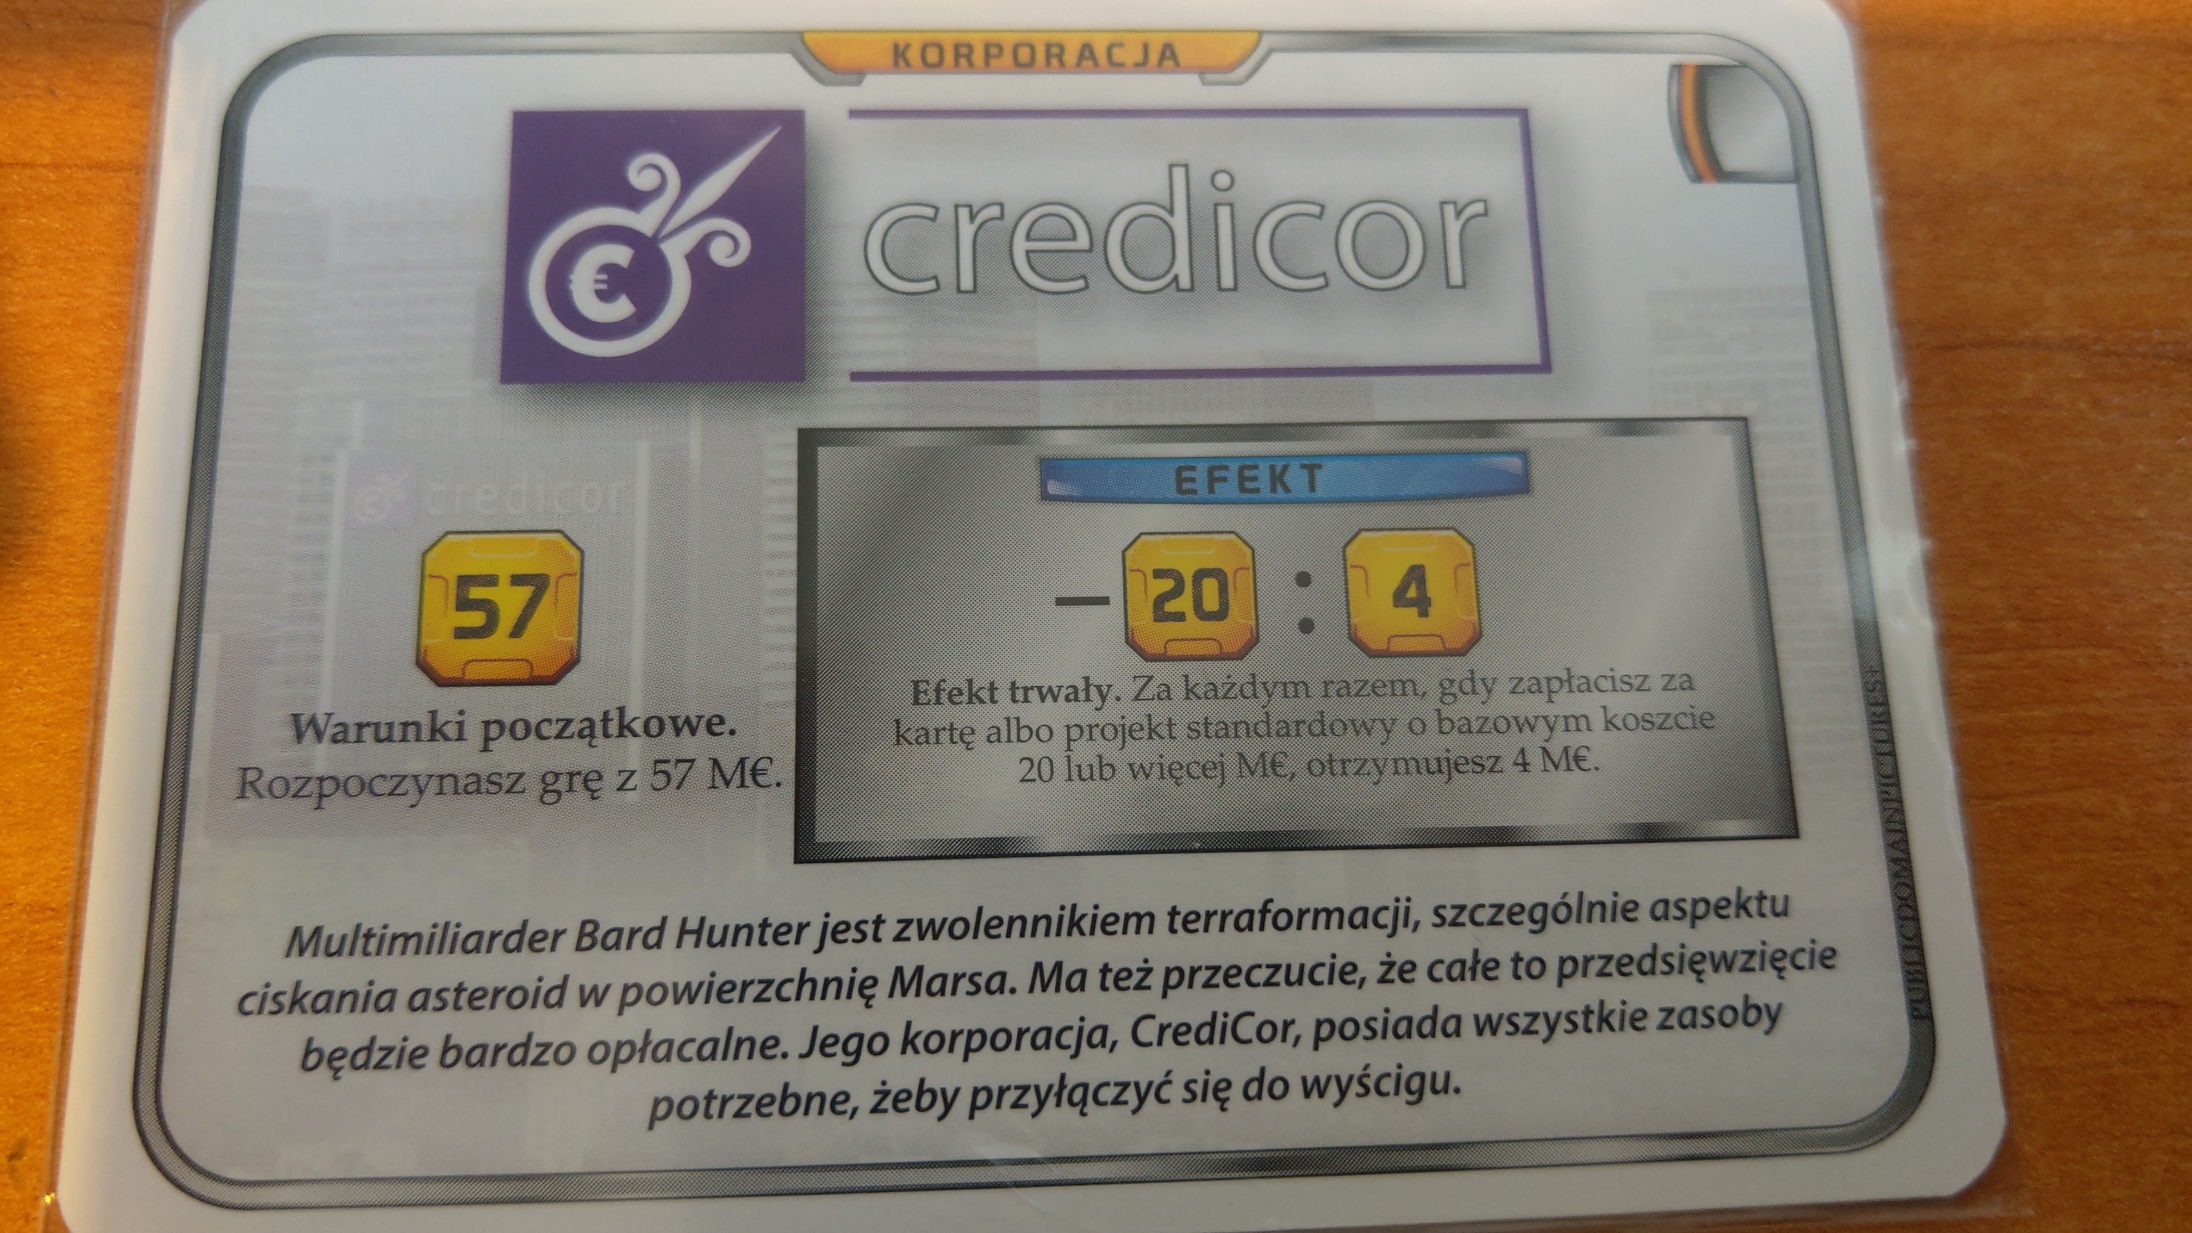 KORPORACJA
€
credicor
credicor
EFEKT
57
– 20 : 4
Warunki początkowe.
Rozpoczynasz grę z 57 M€.
Efekt trwały. Za każdym razem, gdy zapłacisz za
kartę albo projekt standardowy o bazowym koszcie
20 lub więcej M€, otrzymujesz 4 M€.
Multimiliarder Bard Hunter jest zwolennikiem terraformacji, szczególnie aspektu
ciskania asteroid w powierzchnię Marsa. Ma też przeczucie, że całe to przedsięwzięcie
będzie bardzo opłacalne. Jego korporacja, CrediCor, posiada wszystkie zasoby
potrzebne, żeby przyłączyć się do wyścigu.
PUBLICDOMAINPICTURES+